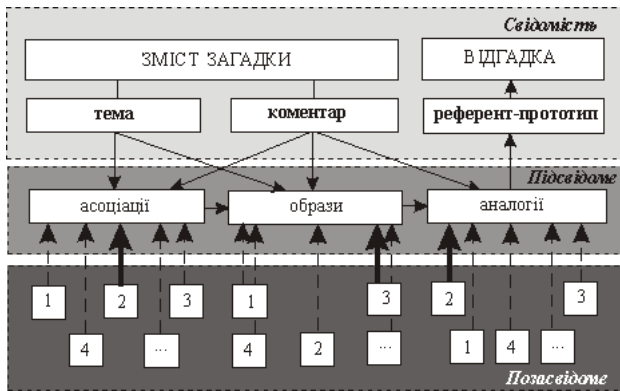 Свідомість
ЗМІСТ ЗАГАДКИ ВІДГАДКА
тема коментар референт-прототип
Підсвідоме
асоціації образи аналогії
1 2 3 1 3 2 3
4 ... 4 2 ... 1 4 ...
Позасвідоме